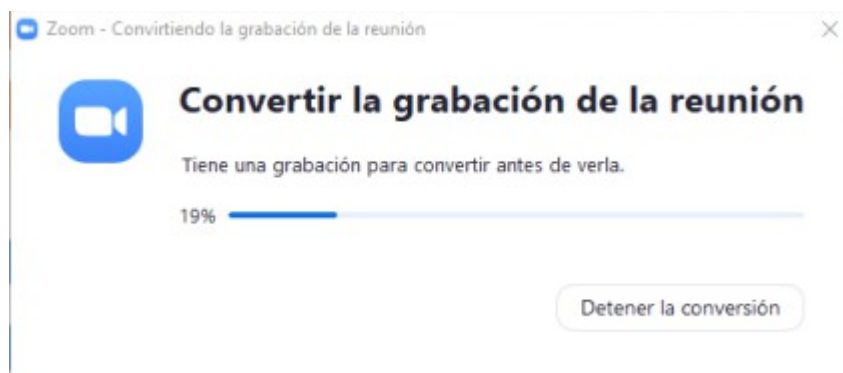 Zoom - Convirtiendo la grabación de la reunión
Convertir la grabación de la reunión
Tiene una grabación para convertir antes de verla.
19%
Detener la conversión